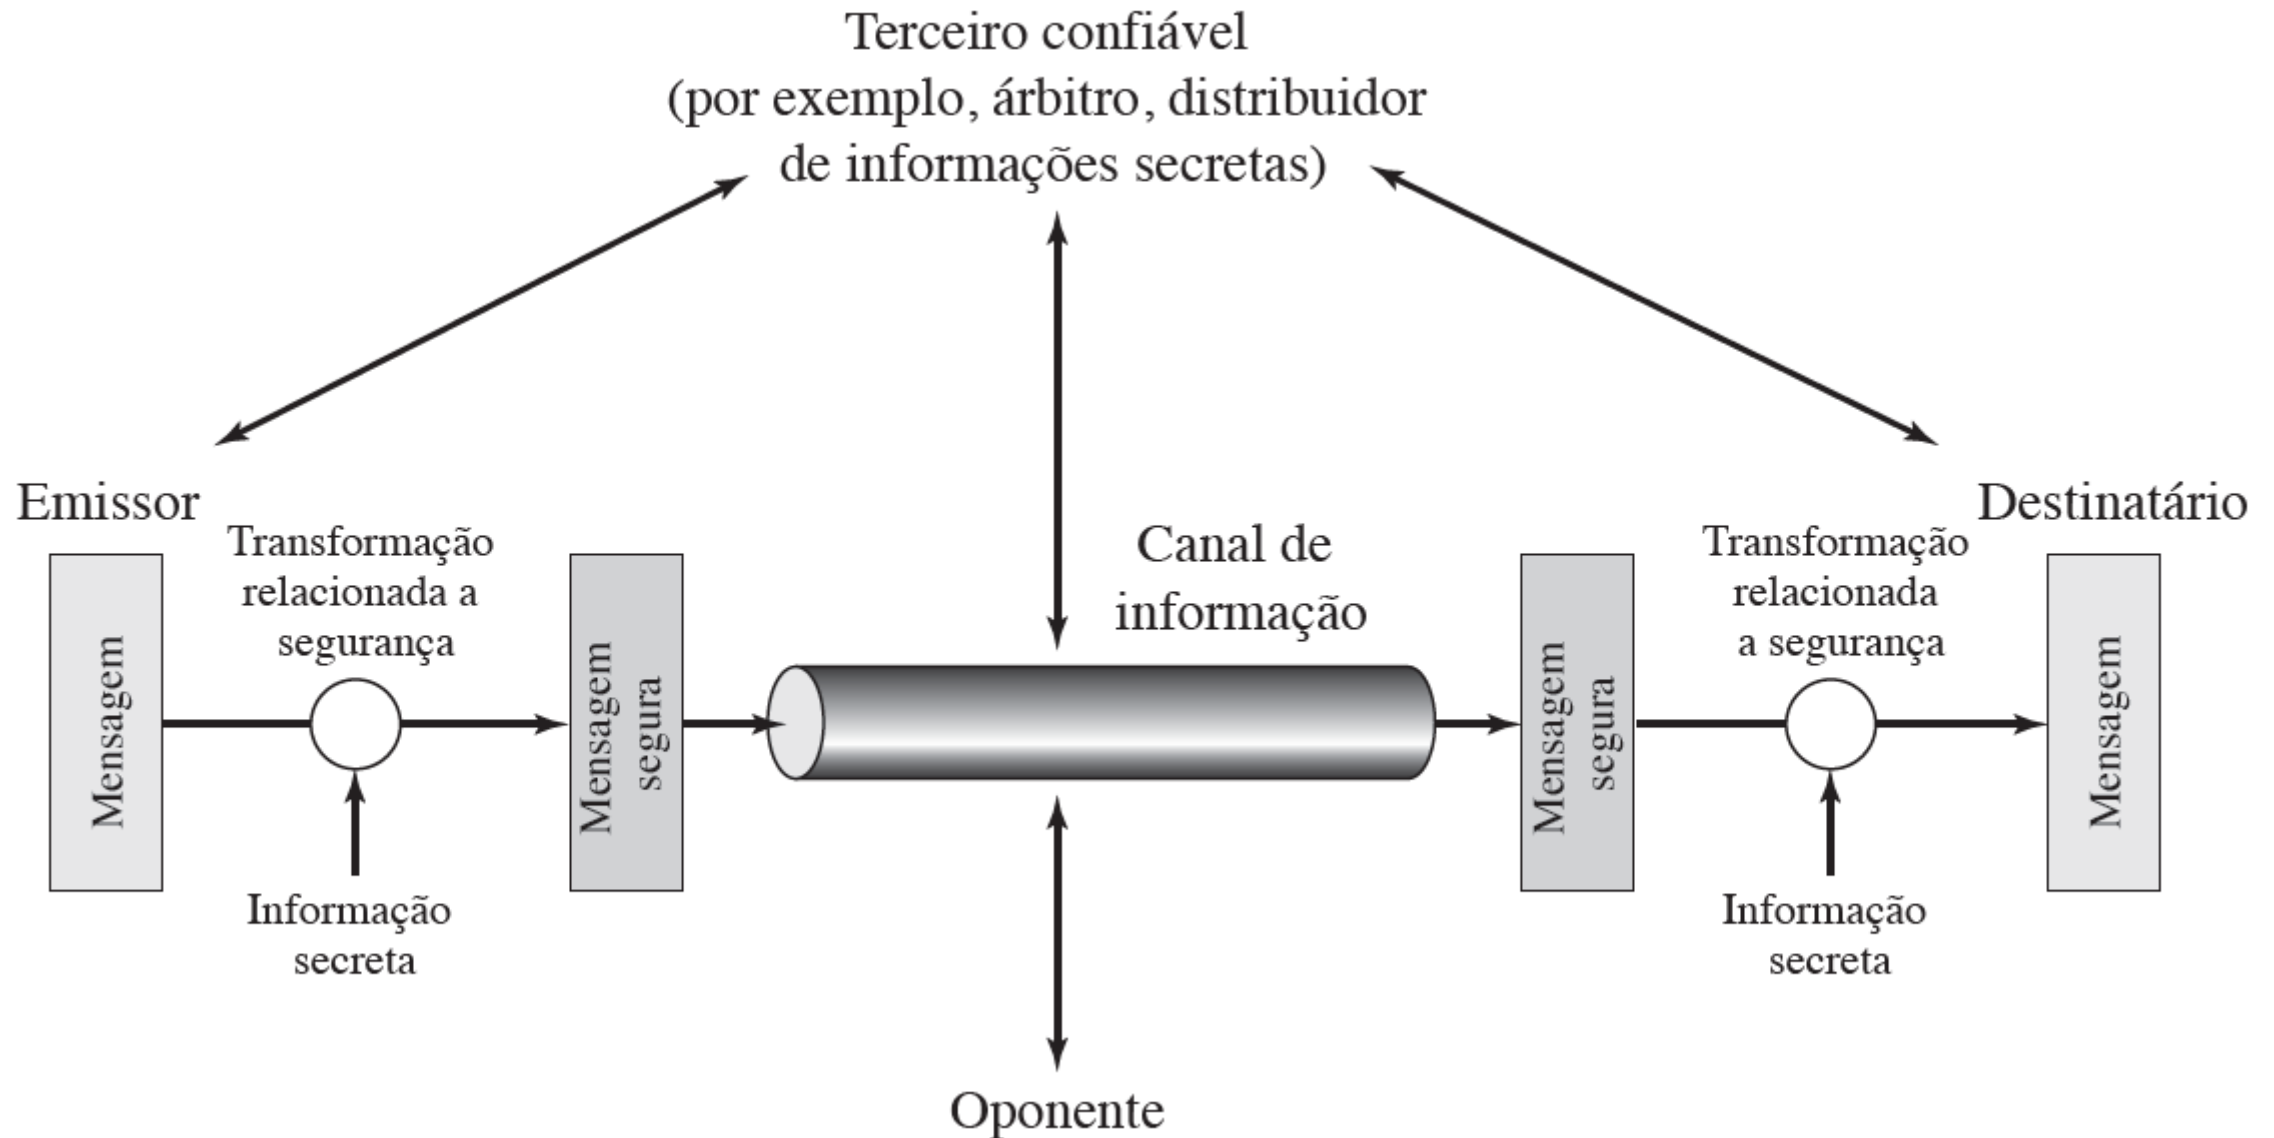 Terceiro confiável
(por exemplo, árbitro, distribuidor
de informações secretas)
Emissor
Transformação
relacionada a
segurança
Mensagem
Informação
secreta
Mensagem
segura
Canal de
informação
Mensagem
segura
Transformação
relacionada
a segurança
Informação
secreta
Destinatário
Mensagem
Oponente